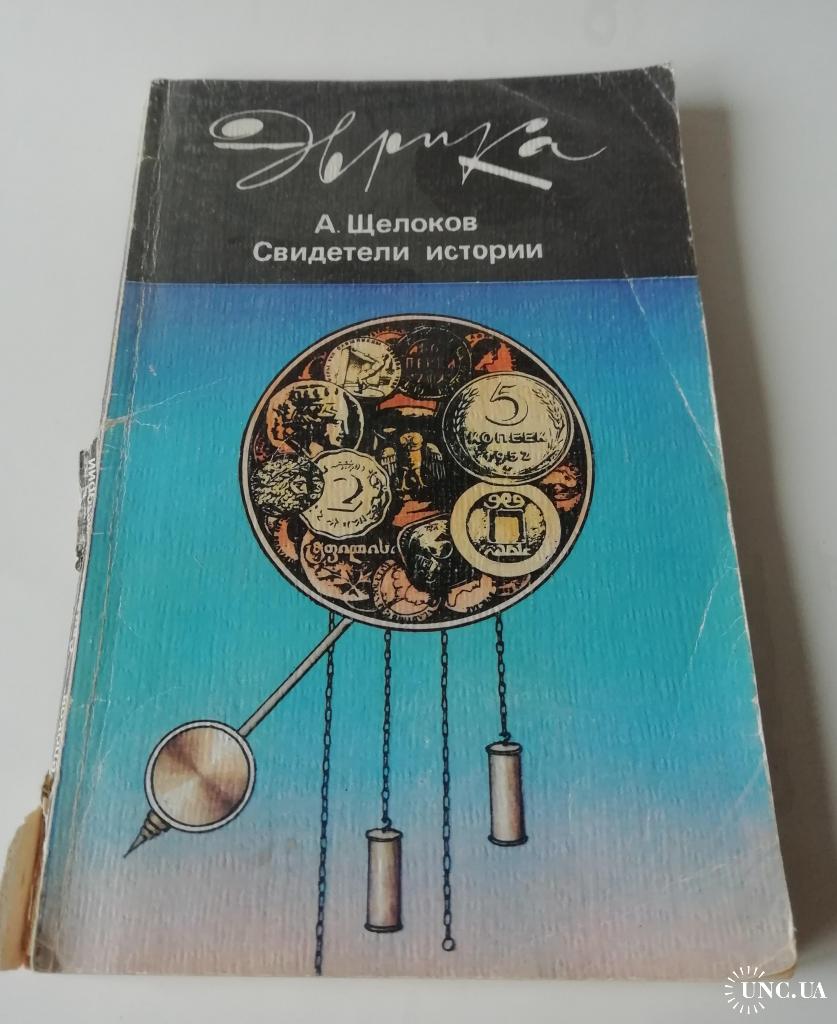 Эврика
А. Щелоков
Свидетели истории
5
КОПЕЕК
1952
2
UNC.UA